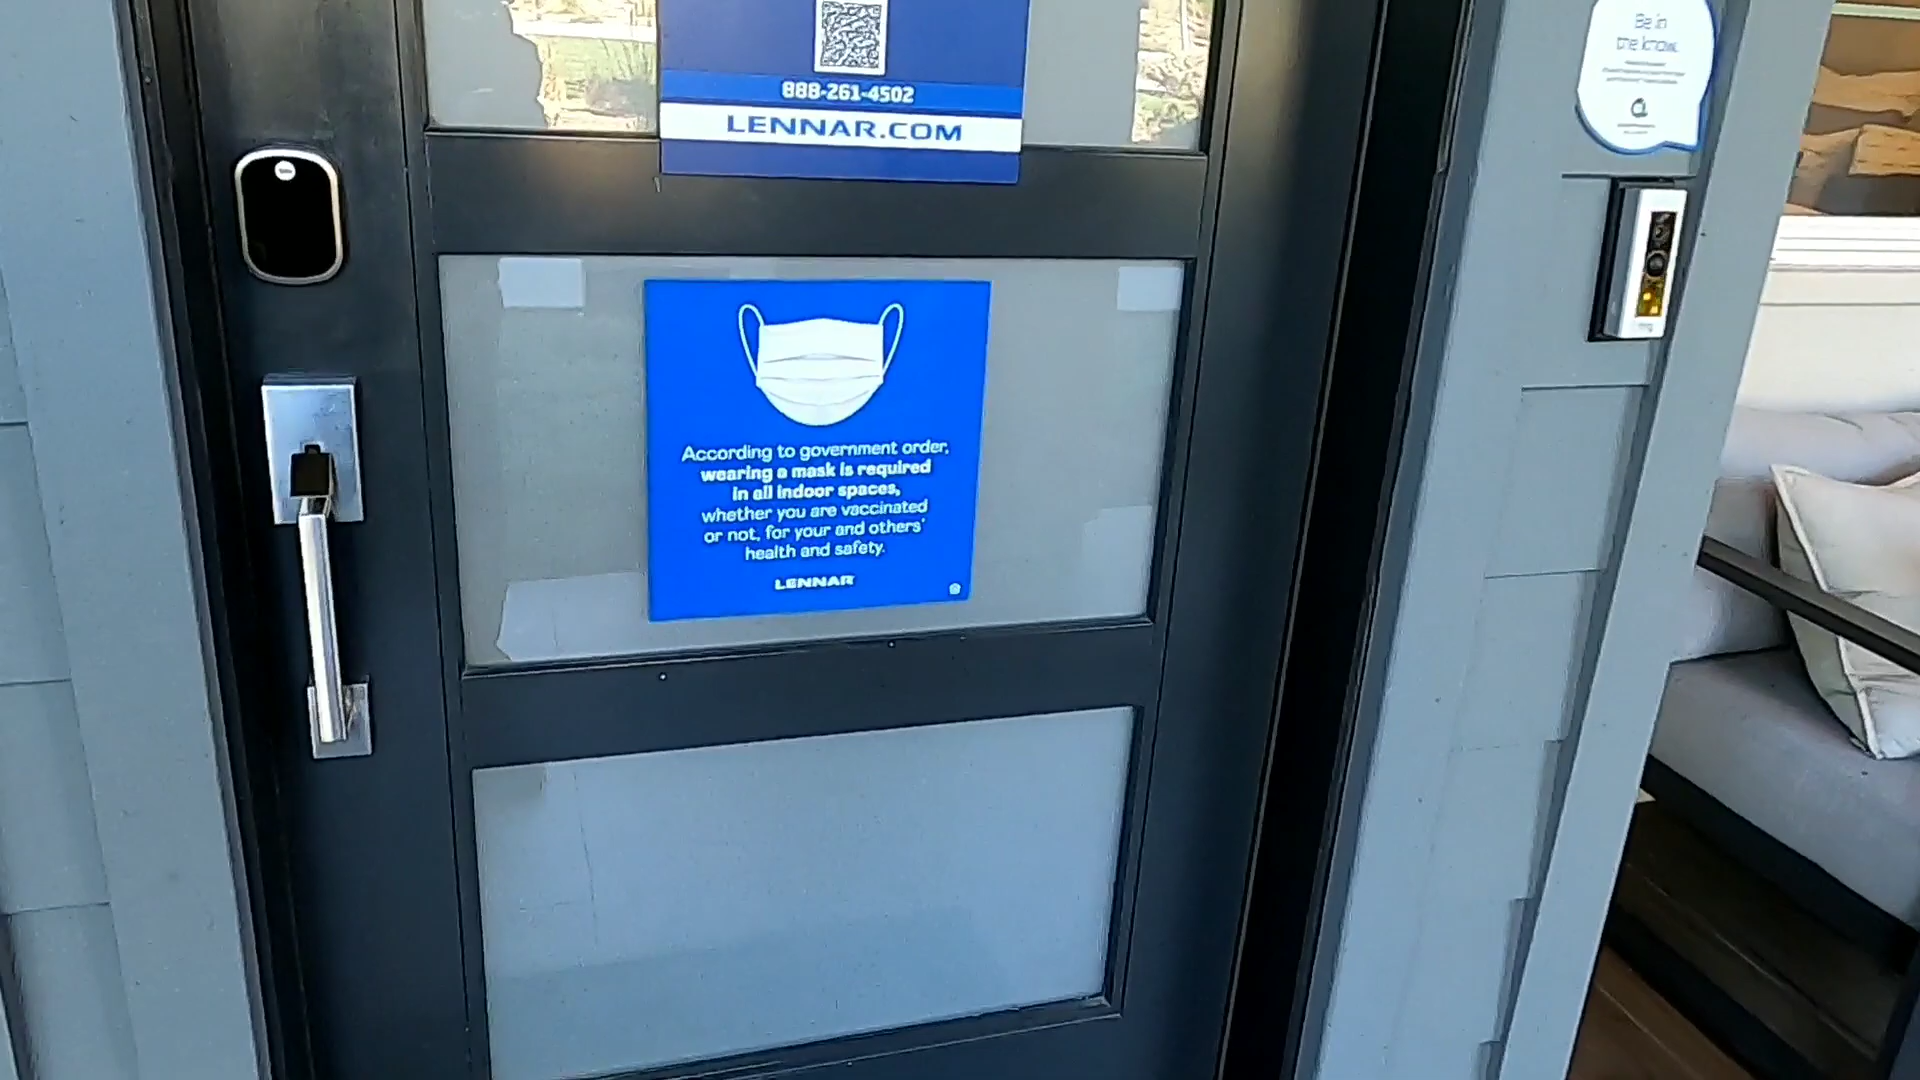 888-261-4502
LENNAR.COM
Be in
the know.
According to government order,
wearing a mask is required
in all indoor spaces,
whether you are vaccinated
or not, for your and others'
health and safety.
LENNAR